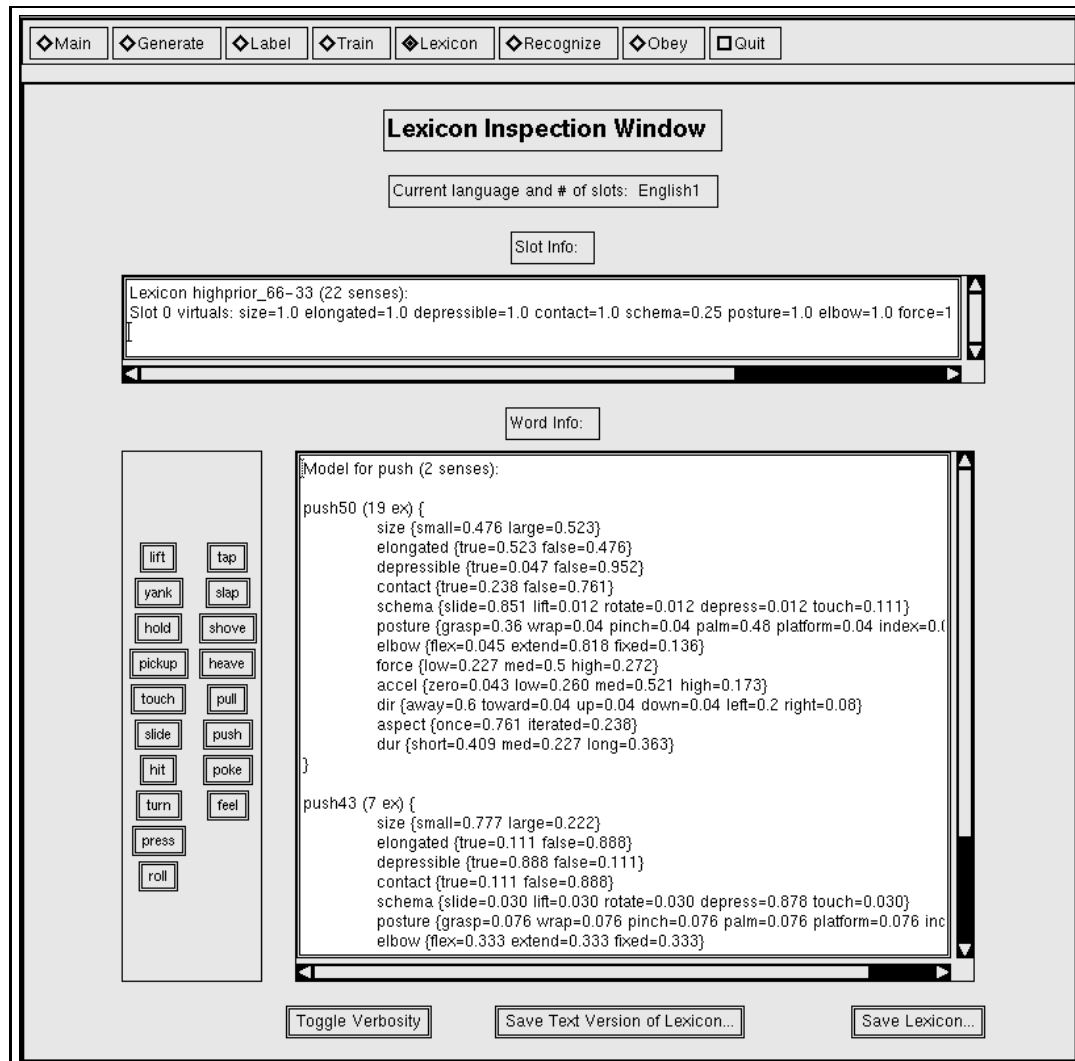 Main Generate Label Train Lexicon Recognize Obey Quit
Lexicon Inspection Window
Current language and # of slots: English1
Slot Info:
Lexicon highprior_66-33 (22 senses):
Slot 0 virtuals: size=1.0 elongated=1.0 depressible=1.0 contact=1.0 schema=0.25 posture=1.0 elbow=1.0 force=1
Word Info:
lift tap
yank slap
hold shove
pickup heave
touch pull
slide push
hit poke
turn feel
press
roll
Model for push (2 senses):
push50 (19 ex) {
size {small=0.476 large=0.523}
elongated {true=0.523 false=0.476}
depressible {true=0.047 false=0.952}
contact {true=0.238 false=0.761}
schema {slide=0.851 lift=0.012 rotate=0.012 depress=0.012 touch=0.111}
posture {grasp=0.36 wrap=0.04 pinch=0.04 palm=0.48 platform=0.04 index=0.(
elbow {flex=0.045 extend=0.818 fixed=0.136}
force {low=0.227 med=0.5 high=0.272}
accel {zero=0.043 low=0.260 med=0.521 high=0.173}
dir {away=0.6 toward=0.04 up=0.04 down=0.04 left=0.2 right=0.08}
aspect {once=0.761 iterated=0.238}
dur {short=0.409 med=0.227 long=0.363}
}
push43 (7 ex) {
size {small=0.777 large=0.222}
elongated {true=0.111 false=0.888}
depressible {true=0.888 false=0.111}
contact {true=0.111 false=0.888}
schema {slide=0.030 lift=0.030 rotate=0.030 depress=0.878 touch=0.030}
posture {grasp=0.076 wrap=0.076 pinch=0.076 palm=0.076 platform=0.076 inc
elbow {flex=0.333 extend=0.333 fixed=0.333}
Toggle Verbosity Save Text Version of Lexicon... Save Lexicon...